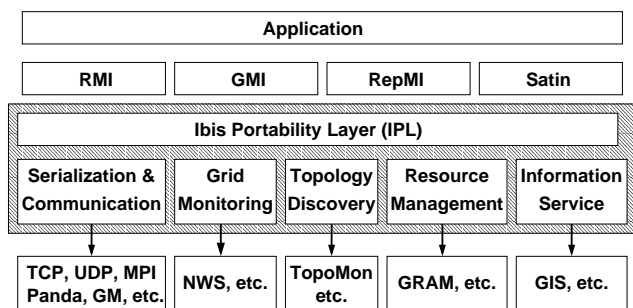 Application
RMI GMI RepMI Satin
Ibis Portability Layer (IPL)
Serialization & Communication
Grid Monitoring
Topology Discovery
Resource Management
Information Service
TCP, UDP, MPI
Panda, GM, etc.
NWS, etc.
TopoMon
etc.
GRAM, etc.
GIS, etc.